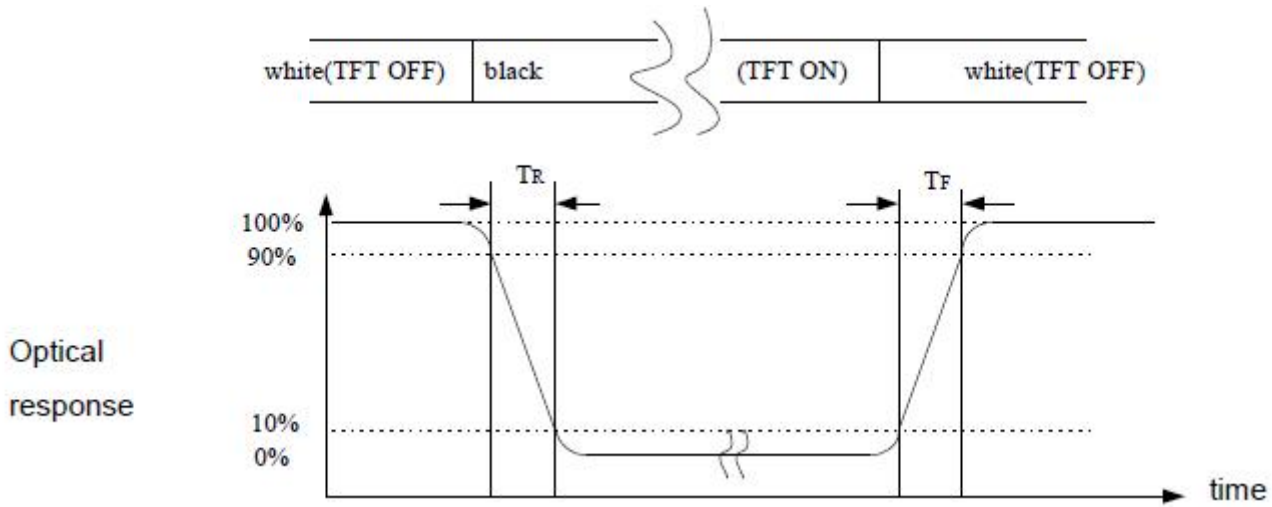 white(TFT OFF) black (TFT ON) white(TFT OFF)
TR TF
100%
90%
Optical
response
10%
0%
time